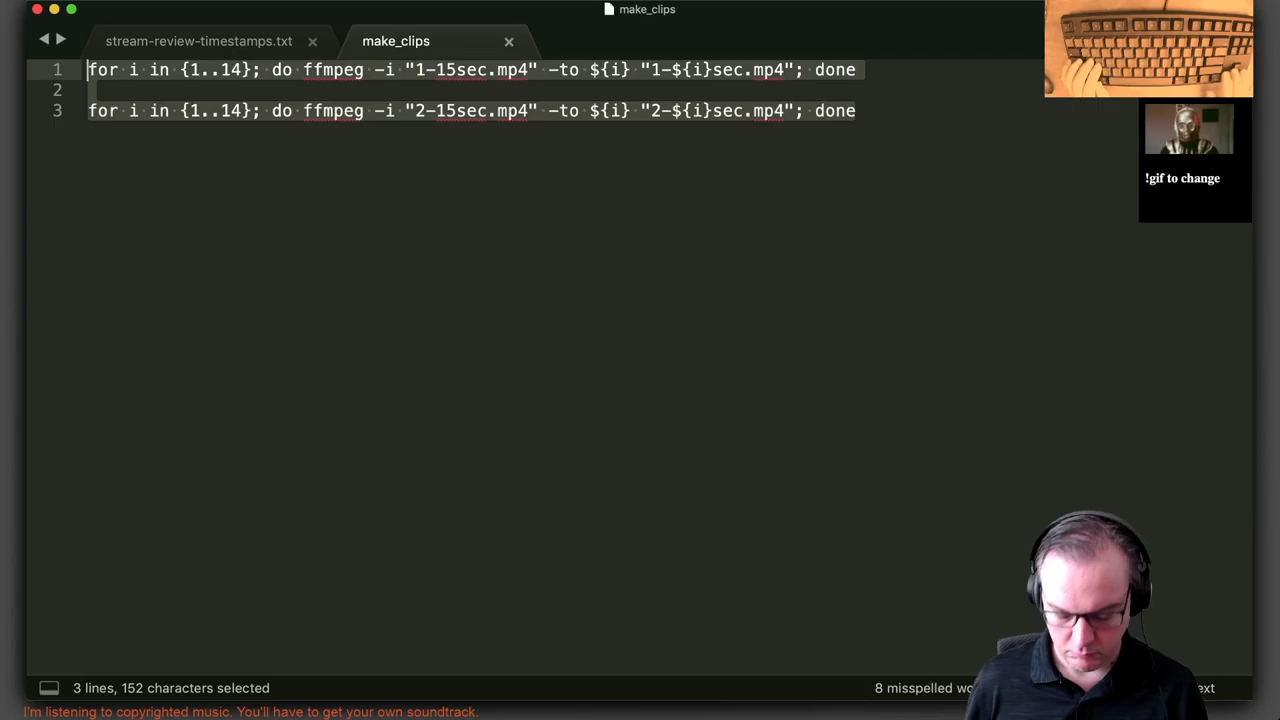 make_clips
stream-review-timestamps.txt
make_clips
1 for i in {1..14}; do ffmpeg -i "1-15sec.mp4" -to ${i} "1-${i}sec.mp4"; done
2
3 for i in {1..14}; do ffmpeg -i "2-15sec.mp4" -to ${i} "2-${i}sec.mp4"; done
!gif to change
3 lines, 152 characters selected
8 misspelled
I'm listening to copyrighted music. You'll have to get your own soundtrack.